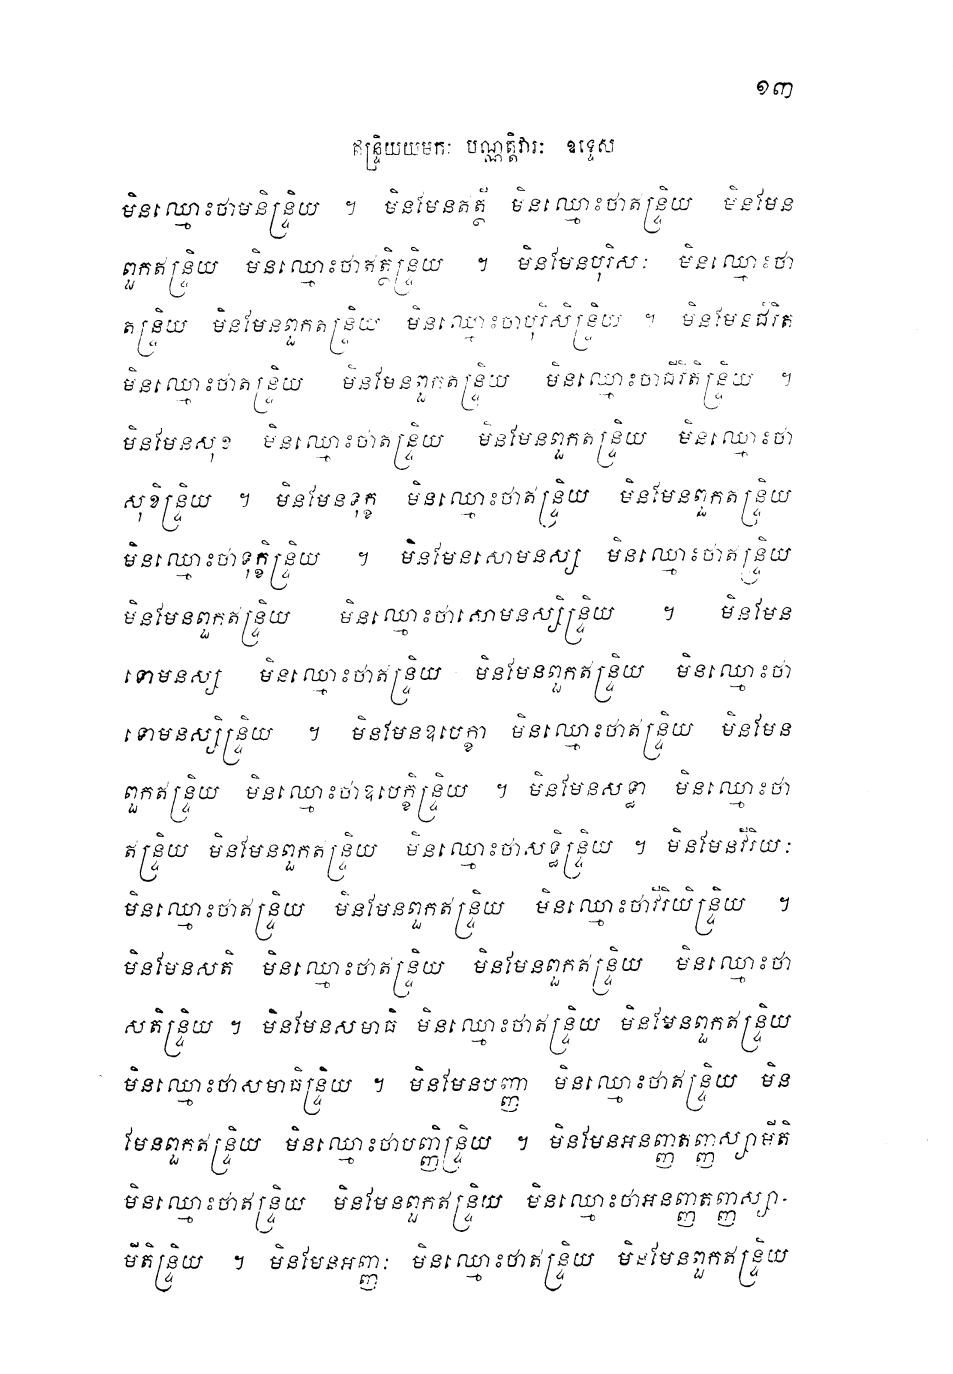 ១៣
ឥន្ទ្រិយយមកៈ បណ្ណត្តិវារៈ ឧទ្ទេស
មិនឈ្មោះថាមនិន្ទ្រិយ ។ មិនមែនឥត្ថី មិនឈ្មោះថាឥន្ទ្រិយ មិនមែន
ពួកឥន្ទ្រិយ មិនឈ្មោះថាឥត្ថិន្ទ្រិយ ។ មិនមែនបុរិសៈ មិនឈ្មោះថា
ឥន្ទ្រិយ មិនមែនពួកឥន្ទ្រិយ មិនឈ្មោះថាបុរិសិន្ទ្រិយ ។ មិនមែនជីវិត
មិនឈ្មោះថាឥន្ទ្រិយ មិនមែនពួកឥន្ទ្រិយ មិនឈ្មោះថាជីវិតិន្ទ្រិយ ។
មិនមែនសុខ មិនឈ្មោះថាឥន្ទ្រិយ មិនមែនពួកឥន្ទ្រិយ មិនឈ្មោះថា
សុខិន្ទ្រិយ ។ មិនមែនទុក្ខ មិនឈ្មោះថាឥន្ទ្រិយ មិនមែនពួកឥន្ទ្រិយ
មិនឈ្មោះថាទុក្ខិន្ទ្រិយ ។ មិនមែនសោមនស្ស មិនឈ្មោះថាឥន្ទ្រិយ
មិនមែនពួកឥន្ទ្រិយ មិនឈ្មោះថាសោមនស្សិន្ទ្រិយ ។ មិនមែន
ទោមនស្ស មិនឈ្មោះថាឥន្ទ្រិយ មិនមែនពួកឥន្ទ្រិយ មិនឈ្មោះថា
ទោមនស្សិន្ទ្រិយ ។ មិនមែនឧបេក្ខា មិនឈ្មោះថាឥន្ទ្រិយ មិនមែន
ពួកឥន្ទ្រិយ មិនឈ្មោះថាឧបេក្ខិន្ទ្រិយ ។ មិនមែនសទ្ធា មិនឈ្មោះថា
ឥន្ទ្រិយ មិនមែនពួកឥន្ទ្រិយ មិនឈ្មោះថាសទ្ធិន្ទ្រិយ ។ មិនមែនវីរិយៈ
មិនឈ្មោះថាឥន្ទ្រិយ មិនមែនពួកឥន្ទ្រិយ មិនឈ្មោះថាវីរិយិន្ទ្រិយ ។
មិនមែនសតិ មិនឈ្មោះថាឥន្ទ្រិយ មិនមែនពួកឥន្ទ្រិយ មិនឈ្មោះថា
សតិន្ទ្រិយ ។ មិនមែនសមាធិ មិនឈ្មោះថាឥន្ទ្រិយ មិនមែនពួកឥន្ទ្រិយ
មិនឈ្មោះថាសមាធិន្ទ្រិយ ។ មិនមែនបញ្ញា មិនឈ្មោះថាឥន្ទ្រិយ មិន
មែនពួកឥន្ទ្រិយ មិនឈ្មោះថាបញ្ញិន្ទ្រិយ ។ មិនមែនអនញ្ញតញ្ញស្សាមីតិ
មិនឈ្មោះថាឥន្ទ្រិយ មិនមែនពួកឥន្ទ្រិយ មិនឈ្មោះថាអនញ្ញតញ្ញស្សា-
មីតិន្ទ្រិយ ។ មិនមែនអញ្ញៈ មិនឈ្មោះថាឥន្ទ្រិយ មិនមែនពួកឥន្ទ្រិយ